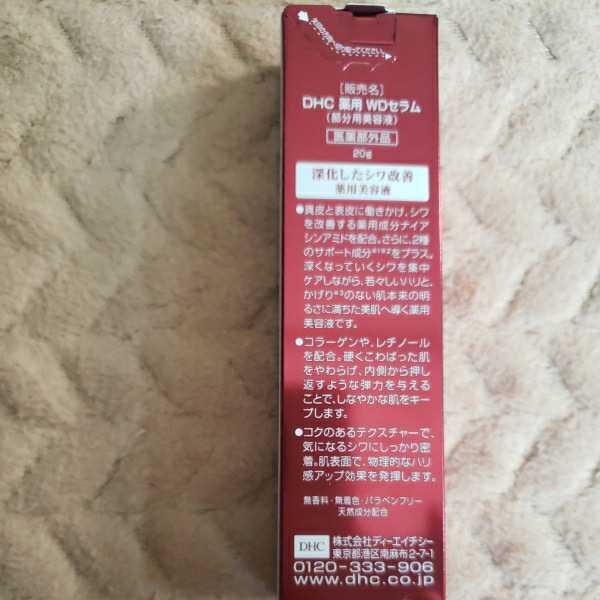 [販売名]
DHC 薬用 WDセラム
(部分用美容液)
医薬部外品
20g
深化したシワ改善
薬用美容液
●真皮と表皮に働きかけ、シワ
を改善する薬用成分ナイア
シンアミドを配合。さらに、2種
のサポート成分※1※2をプラス。
深くなっていくシワを集中
ケアしながら、若々しいハリと、
かげり※3のない肌本来の明
るさに満ちた美肌へ導く薬用
美容液です。
●コラーゲンや、レチノール
を配合。硬くこわばった肌
をやわらげ、内側から押し
返すような弾力を与える
ことで、しなやかな肌をキー
プします。
●コクのあるテクスチャーで、
気になるシワにしっかり密
着。肌表面で、物理的なハリ
感アップ効果を発揮します。
無香料・無着色・パラベンフリー
天然成分配合
DHC 株式会社ディーエイチシー
東京都港区南麻布2-7-1
0120-333-906
www.dhc.co.jp